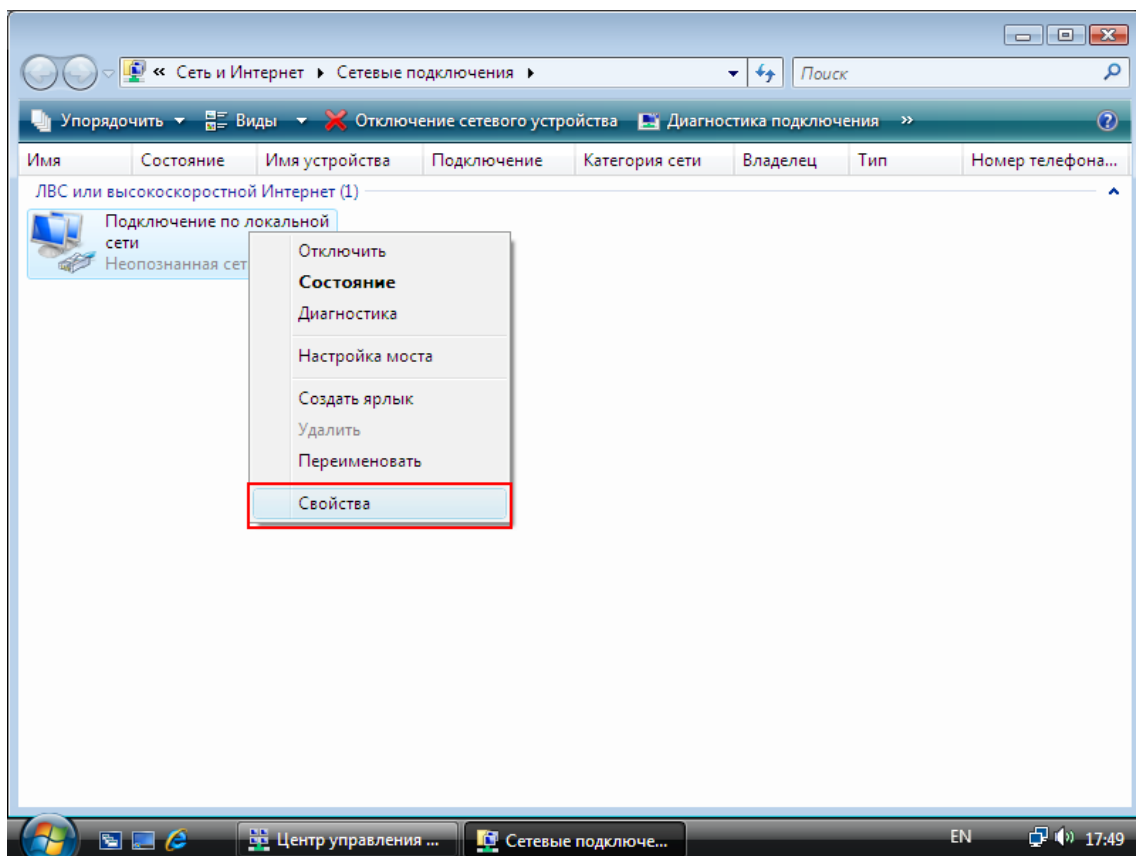 « Сеть и Интернет Сетевые подключения Поиск
Упорядочить Виды Отключение сетевого устройства Диагностика подключения »
Имя Состояние Имя устройства Подключение Категория сети Владелец Тип Номер телефона...
ЛВС или высокоскоростной Интернет (1)
Подключение по локальной
сети
Неопознанная сет
Отключить
Состояние
Диагностика
Настройка моста
Создать ярлык
Удалить
Переименовать
Свойства
Центр управления ... Сетевые подключе... EN 17:49